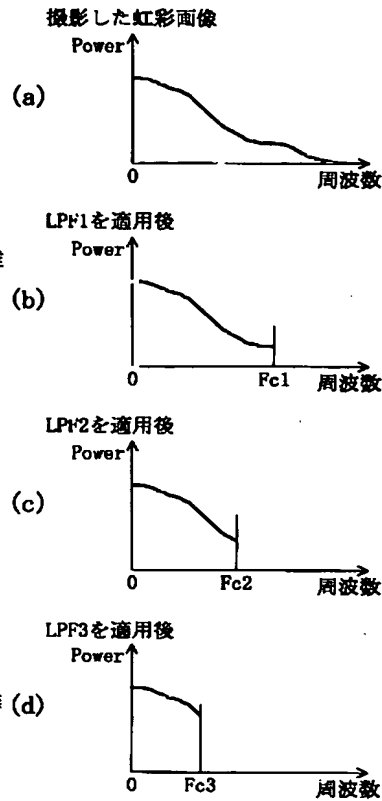 撮影した虹彩画像
Power
(a)
0
周波数
LPF1を適用後
Power
(b)
0
Fc1
周波数
LPF2を適用後
Power
(c)
0
Fc2
周波数
LPF3を適用後
Power
(d)
0
Fc3
周波数